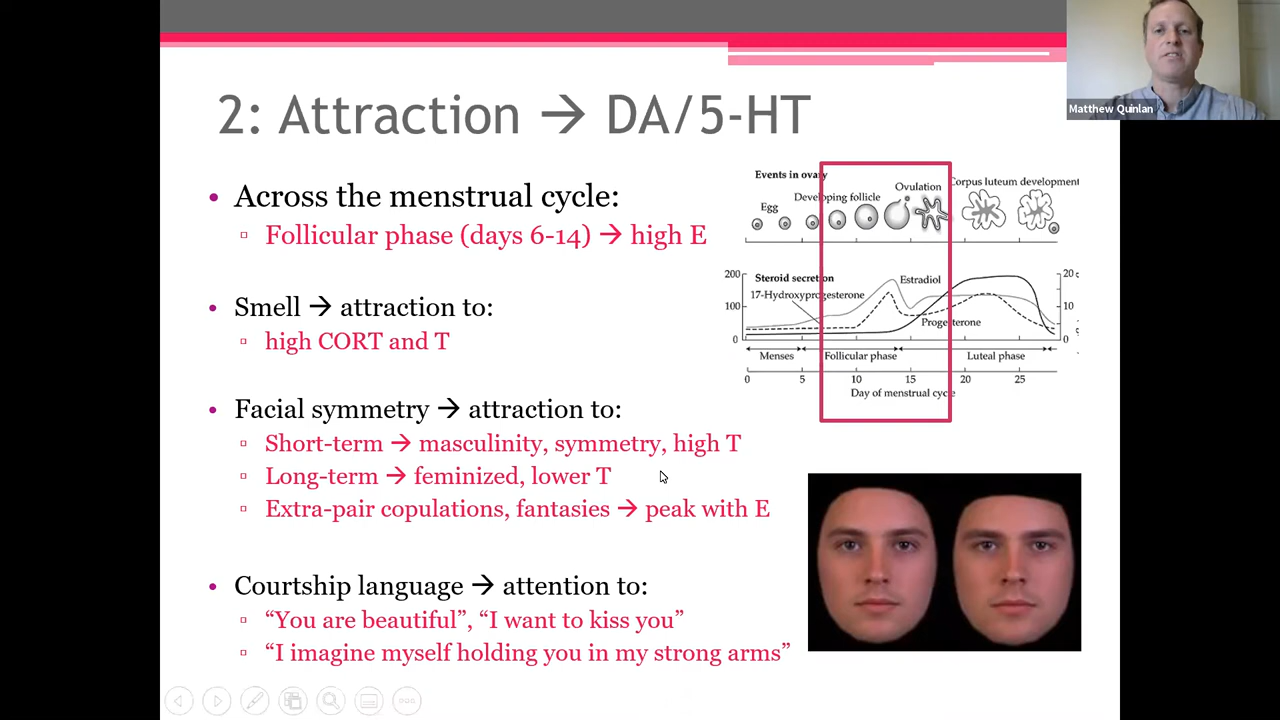 Matthew Quinlan
2: Attraction → DA/5-HT
• Across the menstrual cycle:
▫ Follicular phase (days 6-14) → high E
• Smell → attraction to:
▫ high CORT and T
• Facial symmetry → attraction to:
▫ Short-term → masculinity, symmetry, high T
▫ Long-term → feminized, lower T
▫ Extra-pair copulations, fantasies → peak with E
• Courtship language → attention to:
▫ “You are beautiful”, “I want to kiss you”
▫ “I imagine myself holding you in my strong arms”
Events in ovary
Egg
Developing follicle
Ovulation
Corpus luteum development
200
100
0
Steroid secretion
17-Hydroxyprogesterone
Estradiol
Progesterone
20
10
0
Menses
Follicular phase
Luteal phase
0 5 10 15 20 25
Day of menstrual cycle